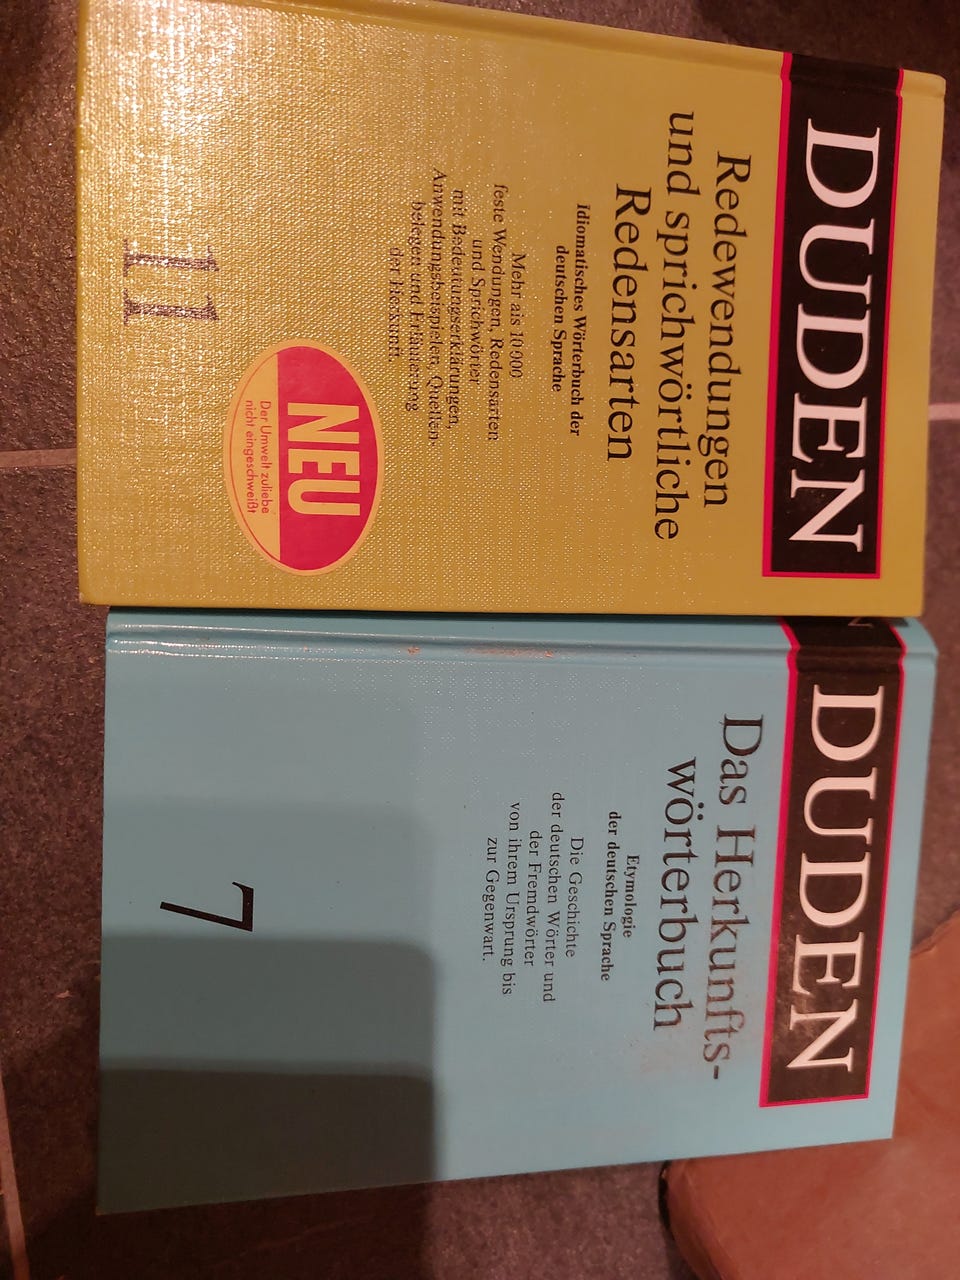 DUDEN
Redewendungen
und sprichwörtliche
Redensarten
Idiomatisches Wörterbuch der
deutschen Sprache
Mehr als 10 000
feste Wendungen, Redensarten
und Sprichwörter
mit Bedeutungserklärungen,
Anwendungsbeispielen, Quellen-
belegen und Erläuterung
der Herkunft.
NEU
Der Umwelt zuliebe
nicht eingeschweißt
11
N
DUDEN
Das Herkunfts-
wörterbuch
Etymologie
der deutschen Sprache
Die Geschichte
der deutschen Wörter und
der Fremdwörter
von ihrem Ursprung bis
zur Gegenwart.
7